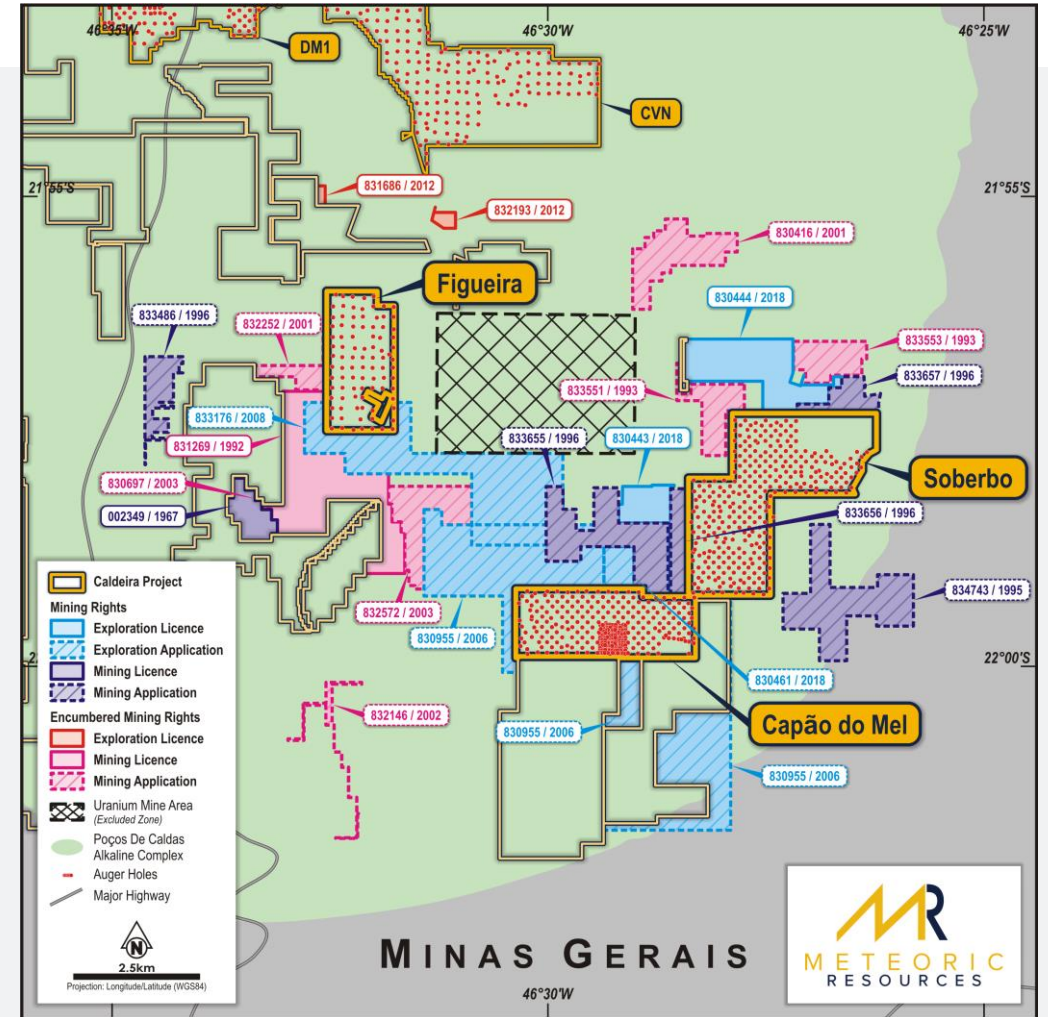 46°35'W
46°30'W
46°25'W
DM1
CVN
21°55'S
21°55'S
831686 / 2012
832193 / 2012
830416 / 2001
Figueira
830444 / 2018
833486 / 1996
832252 / 2001
833553 / 1993
833657 / 1996
833551 / 1993
833176 / 2008
833655 / 1996
830443 / 2018
831269 / 1992
Soberbo
830697 / 2003
002349 / 1967
833656 / 1996
Caldeira Project
Mining Rights
Exploration Licence
Exploration Application
Mining Licence
Mining Application
Encumbered Mining Rights
Exploration Licence
Mining Licence
Mining Application
Uranium Mine Area
(Excluded Zone)
Poços De Caldas
Alkaline Complex
Auger Holes
Major Highway
N
2.5km
Projection: Longitude/Latitude (WGS84)
832572 / 2003
830955 / 2006
834743 / 1995
22°00'S
830461 / 2018
832146 / 2002
830955 / 2006
Capão do Mel
830955 / 2006
MINAS GERAIS
46°30'W
MR
METEORIC
RESOURCES